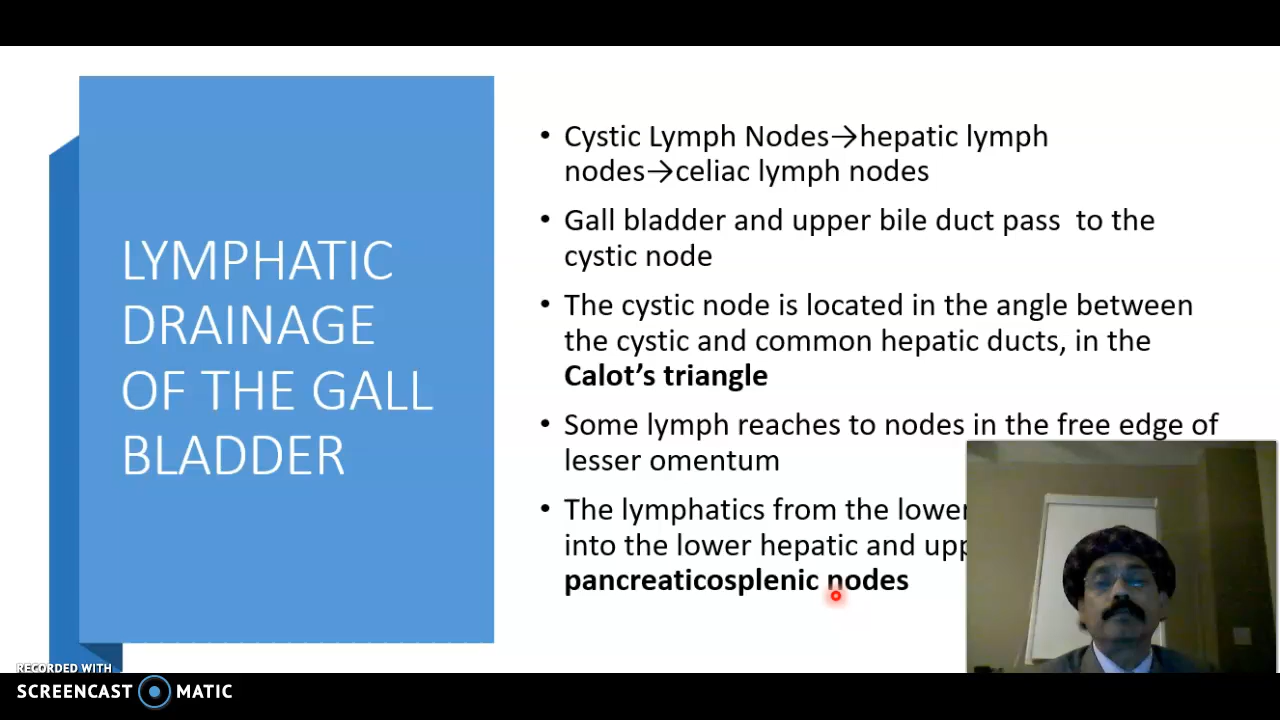 LYMPHATIC
DRAINAGE
OF THE GALL
BLADDER
• Cystic Lymph Nodes→hepatic lymph
nodes→celiac lymph nodes
• Gall bladder and upper bile duct pass to the
cystic node
• The cystic node is located in the angle between
the cystic and common hepatic ducts, in the
Calot's triangle
• Some lymph reaches to nodes in the free edge of
lesser omentum
• The lymphatics from the lower
into the lower hepatic and
pancreaticosplenic nodes
RECORDED WITH
SCREENCAST MATIC